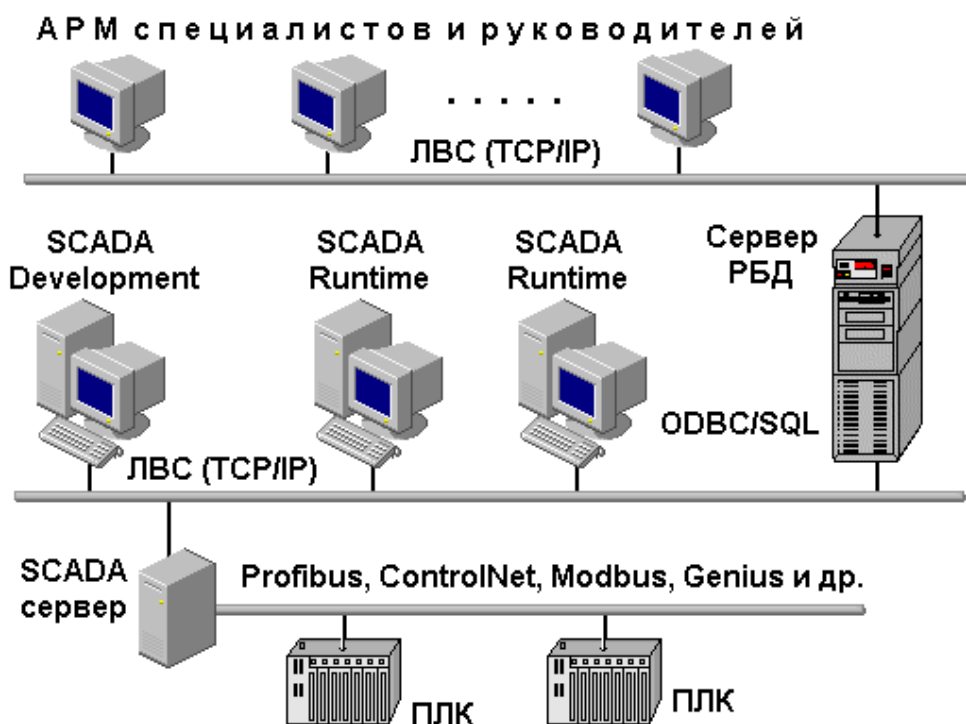 АРМ специалистов и руководителей
. . . . .
ЛВС (TCP/IP)
SCADA
Development
SCADA
Runtime
SCADA
Runtime
Сервер
РБД
ODBC/SQL
ЛВС (TCP/IP)
SCADA
сервер
Profibus, ControlNet, Modbus, Genius и др.
ПЛК
ПЛК